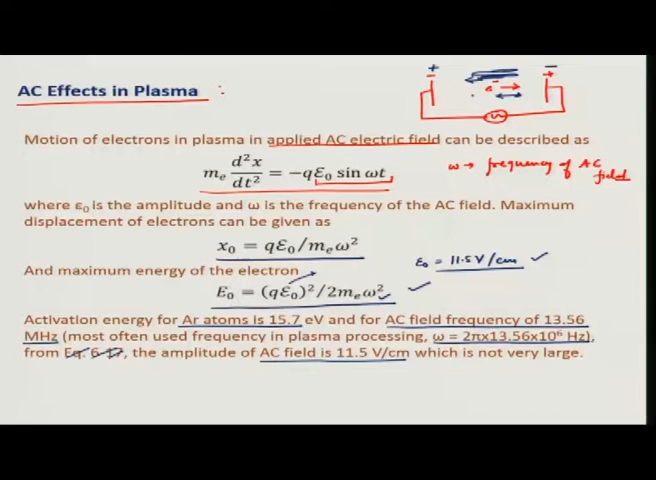 AC Effects in Plasma :
+ −
− +
e⁻
Motion of electrons in plasma in applied AC electric field can be described as
m_e d²x/dt² = −qℰ₀ sin ωt,
ω → frequency of AC
field
where ε₀ is the amplitude and ω is the frequency of the AC field. Maximum
displacement of electrons can be given as
x₀ = qℰ₀/m_eω²
And maximum energy of the electron
ε₀ = 11.5 V/cm ✓
E₀ = (qℰ₀)²/2m_eω² ✓
Activation energy for Ar atoms is 15.7 eV and for AC field frequency of 13.56
MHz (most often used frequency in plasma processing, ω = 2πx13.56x10⁶ Hz),
from Eq. 6-17, the amplitude of AC field is 11.5 V/cm which is not very large.